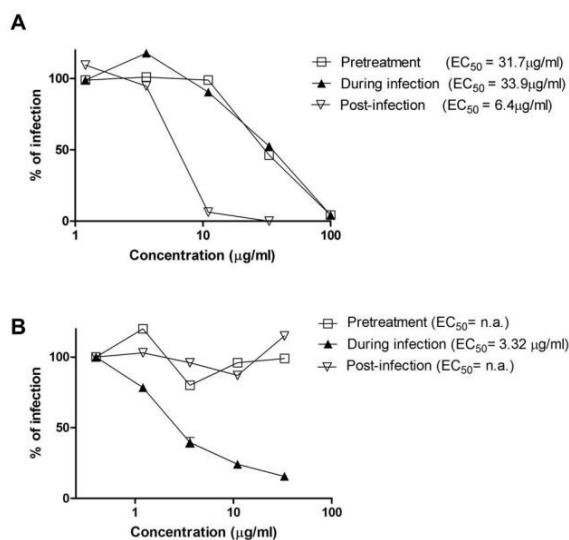 A
% of infection
100
50
0
1
10
100
Concentration (μg/ml)
Pretreatment (EC50 = 31.7μg/ml)
During infection (EC50 = 33.9μg/ml)
Post-infection (EC50 = 6.4μg/ml)
B
% of infection
100
50
0
1
10
100
Concentration (μg/ml)
Pretreatment (EC50= n.a.)
During infection (EC50= 3.32 μg/ml)
Post-infection (EC50= n.a.)